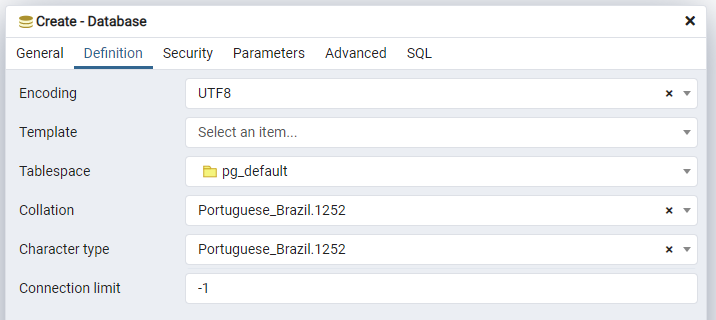 Create - Database
General Definition Security Parameters Advanced SQL
Encoding UTF8
Template Select an item...
Tablespace pg_default
Collation Portuguese_Brazil.1252
Character type Portuguese_Brazil.1252
Connection limit -1